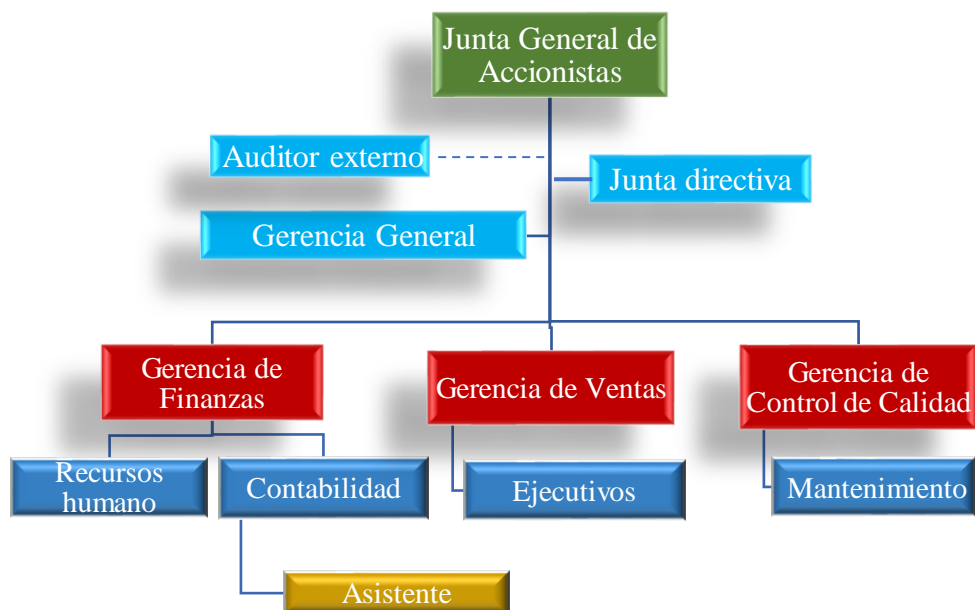 Junta General de
Accionistas
Auditor externo
Junta directiva
Gerencia General
Gerencia de
Finanzas
Gerencia de Ventas
Gerencia de
Control de Calidad
Recursos
humano
Contabilidad
Ejecutivos
Mantenimiento
Asistente